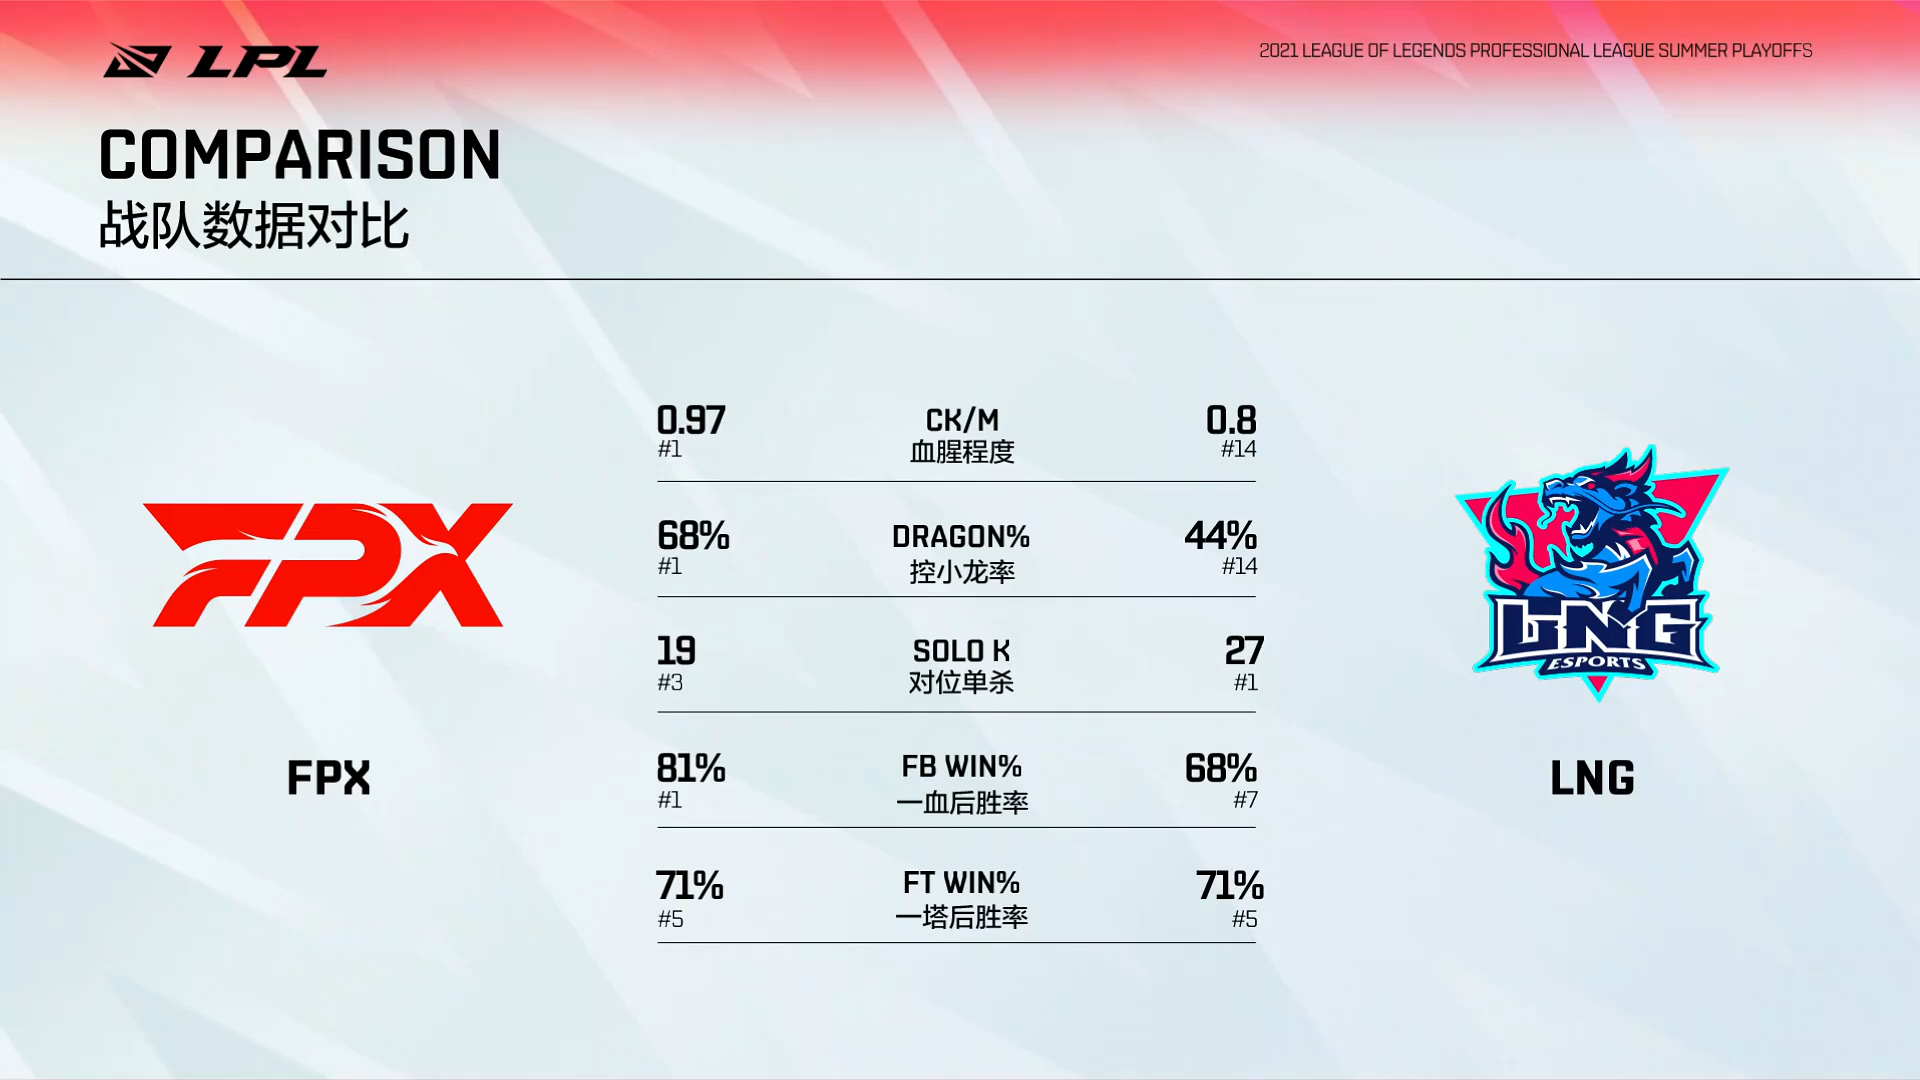 LPL
2021 LEAGUE OF LEGENDS PROFESSIONAL LEAGUE SUMMER PLAYOFFS
COMPARISON
战队数据对比
0.97 CK/M 0.8
#1 血腥程度 #14
68% DRAGON% 44%
#1 控小龙率 #14
19 SOLO K 27
#3 对位单杀 #1
81% FB WIN% 68%
#1 一血后胜率 #7
71% FT WIN% 71%
#5 一塔后胜率 #5
FPX
FPX
LNG
ESPORTS
LNG